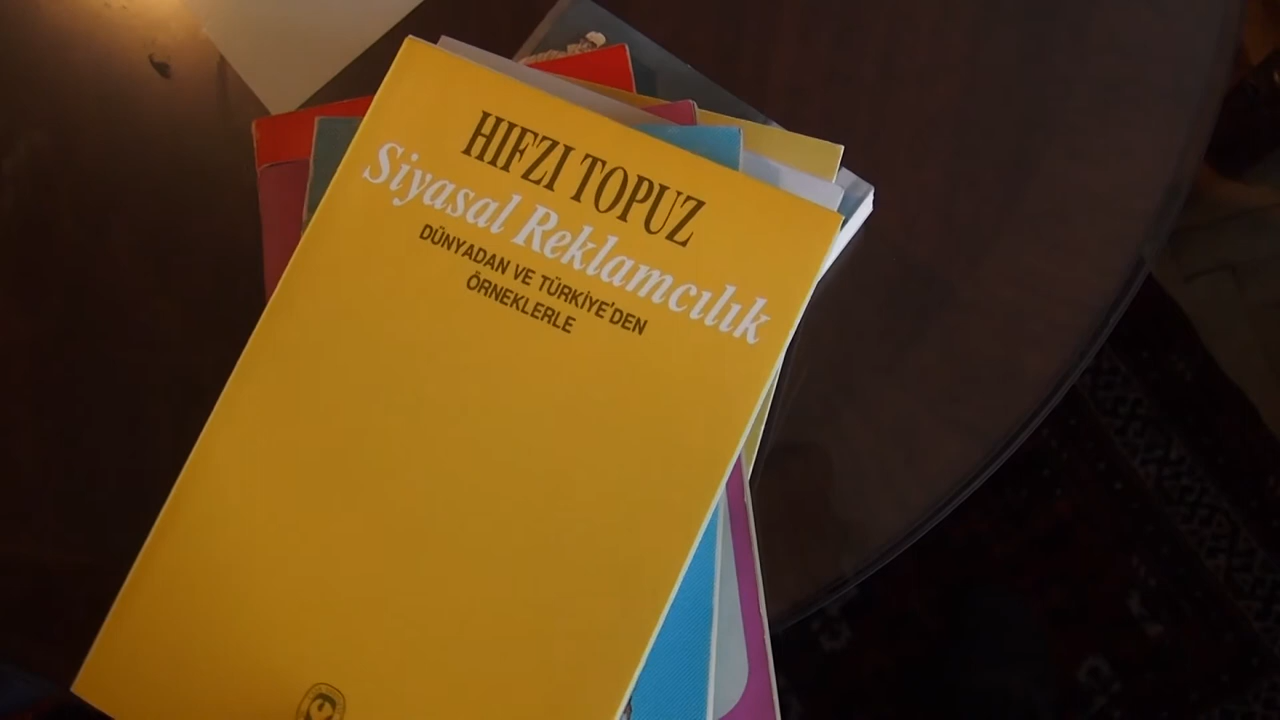 HIFZI TOPUZ
Siyasal Reklamcılık
DÜNYADAN VE TÜRKİYE'DEN
ÖRNEKLERLE